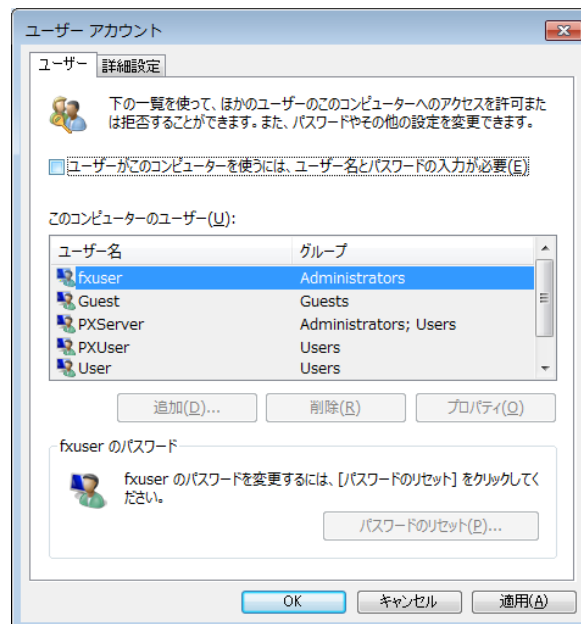 ユーザー アカウント
ユーザー 詳細設定
下の一覧を使って、ほかのユーザーのこのコンピューターへのアクセスを許可また
は拒否することができます。また、パスワードやその他の設定を変更できます。
ユーザーがこのコンピューターを使うには、ユーザー名とパスワードの入力が必要(E)
このコンピューターのユーザー(U):
ユーザー名 グループ
fxuser Administrators
Guest Guests
PXServer Administrators; Users
PXUser Users
User Users
追加(D)... 削除(R) プロパティ(O)
fxuser のパスワード
fxuser のパスワードを変更するには、[パスワードのリセット] をクリックしてく
ださい。
パスワードのリセット(P)...
OK キャンセル 適用(A)